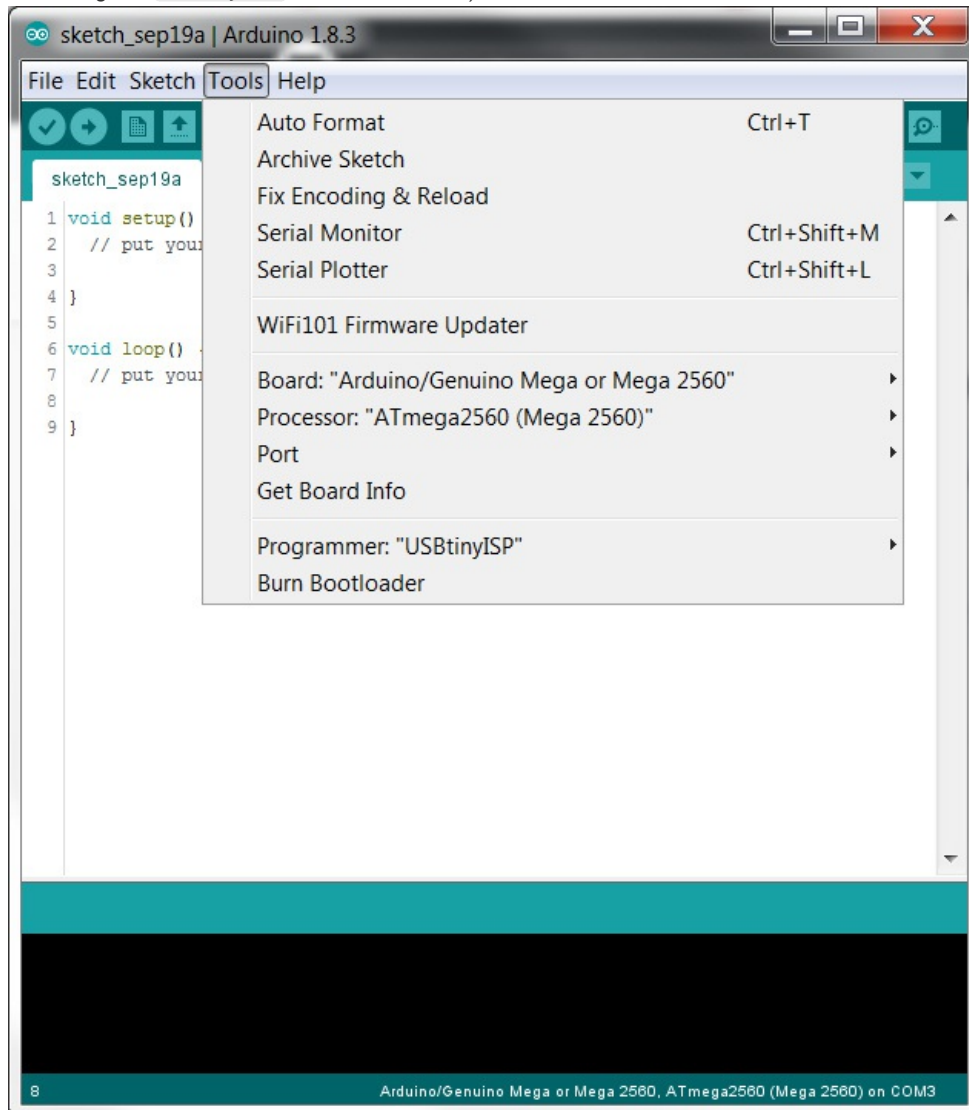 sketch_sep19a | Arduino 1.8.3
File Edit Sketch Tools Help
Auto Format Ctrl+T
Archive Sketch
Fix Encoding & Reload
Serial Monitor Ctrl+Shift+M
Serial Plotter Ctrl+Shift+L
WiFi101 Firmware Updater
Board: "Arduino/Genuino Mega or Mega 2560"
Processor: "ATmega2560 (Mega 2560)"
Port
Get Board Info
Programmer: "USBtinyISP"
Burn Bootloader
sketch_sep19a
1 void setup()
2 // put your
3
4 }
5
6 void loop()
7 // put your
8
9 }
8 Arduino/Genuino Mega or Mega 2560, ATmega2560 (Mega 2560) on COM3